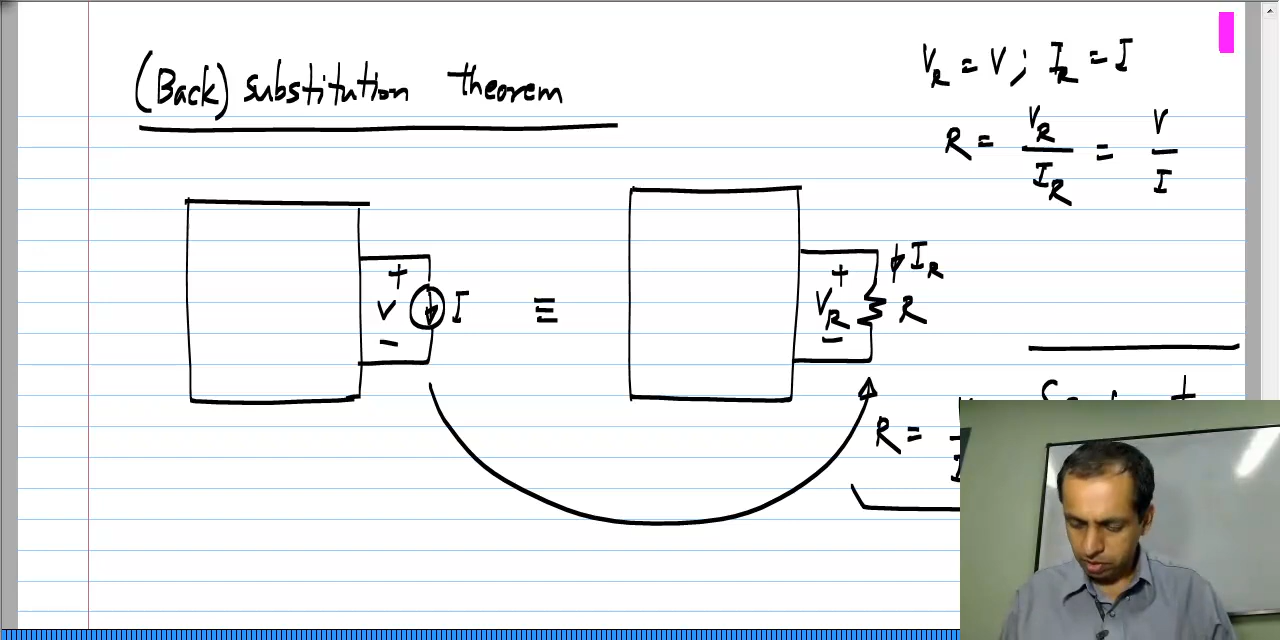 (Back) substitution theorem
V_R = V ; I_R = I
R = V_R / I_R = V / I
+ V - I
≡
+ V_R - I_R R
R =